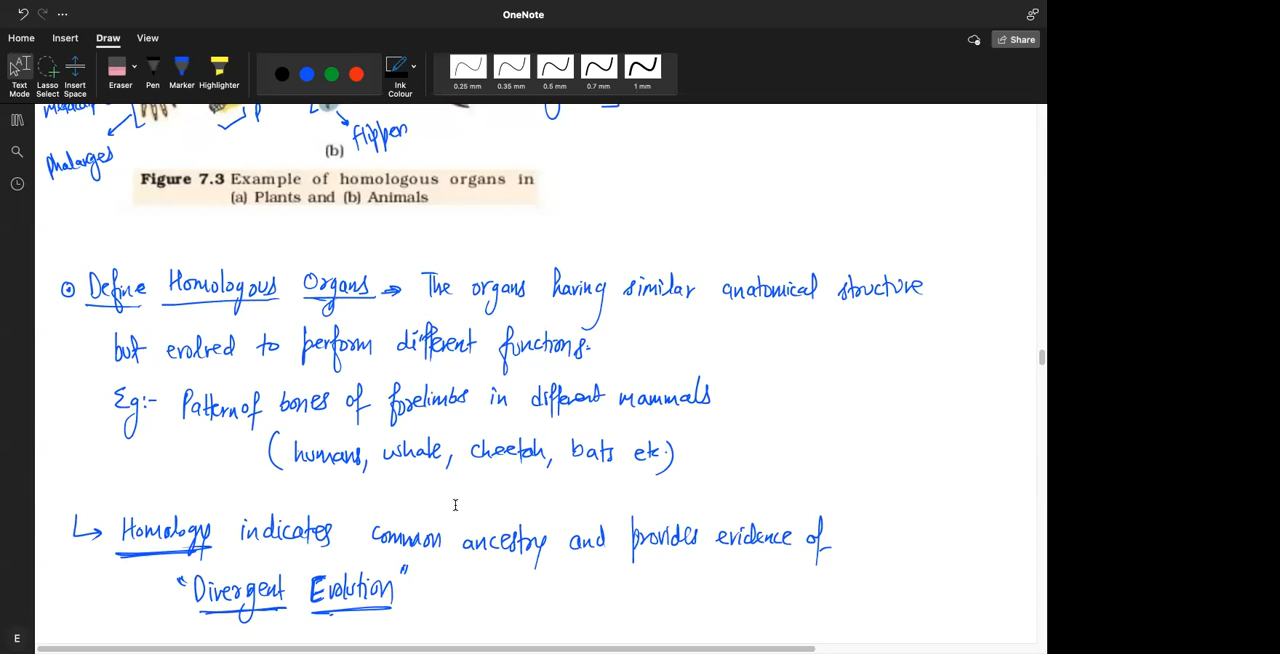 OneNote
Home Insert Draw View
Share
Text Mode Lasso Select Insert Space Eraser Pen Marker Highlighter Ink Colour 0.25 mm 0.35 mm 0.5 mm 0.7 mm 1 mm
phalanges
flipper
(b)
Figure 7.3 Example of homologous organs in
(a) Plants and (b) Animals
Define Homologous Organs → The organs having similar anatomical structure
but evolved to perform different functions.
Eg:- Pattern of bones of forelimbs in different mammals
(humans, whale, cheetah, bats etc.)
↳ Homology indicates common ancestry and provides evidence of
"Divergent Evolution"
E